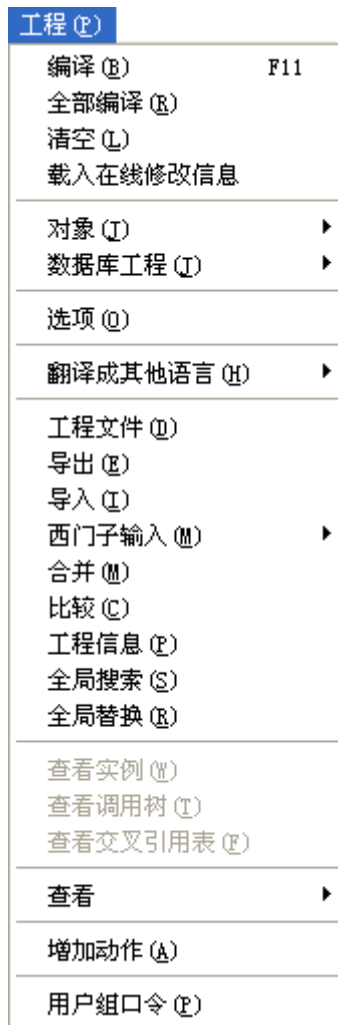 工程(P)
编译(B) F11
全部编译(R)
清空(L)
载入在线修改信息
对象(T)
数据库工程(J)
选项(O)
翻译成其他语言(H)
工程文件(D)
导出(E)
导入(I)
西门子输入(M)
合并(M)
比较(C)
工程信息(P)
全局搜索(S)
全局替换(R)
查看实例(W)
查看调用树(T)
查看交叉引用表(F)
查看
增加动作(A)
用户组口令(P)